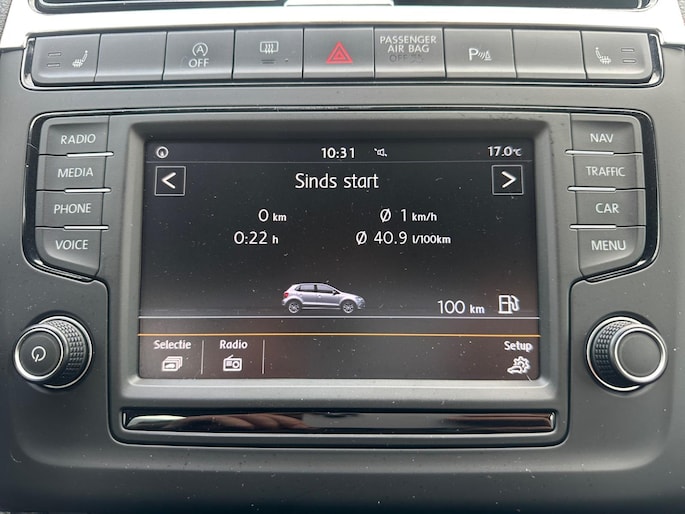 A OFF
PASSENGER
AIR BAG
OFF
P
RADIO
MEDIA
PHONE
VOICE
NAV
TRAFFIC
CAR
MENU
10:31
17.0°C
<
Sinds start
>
0 km
Ø 1 km/h
0:22 h
Ø 40.9 l/100km
100 km
Selectie
Radio
Setup